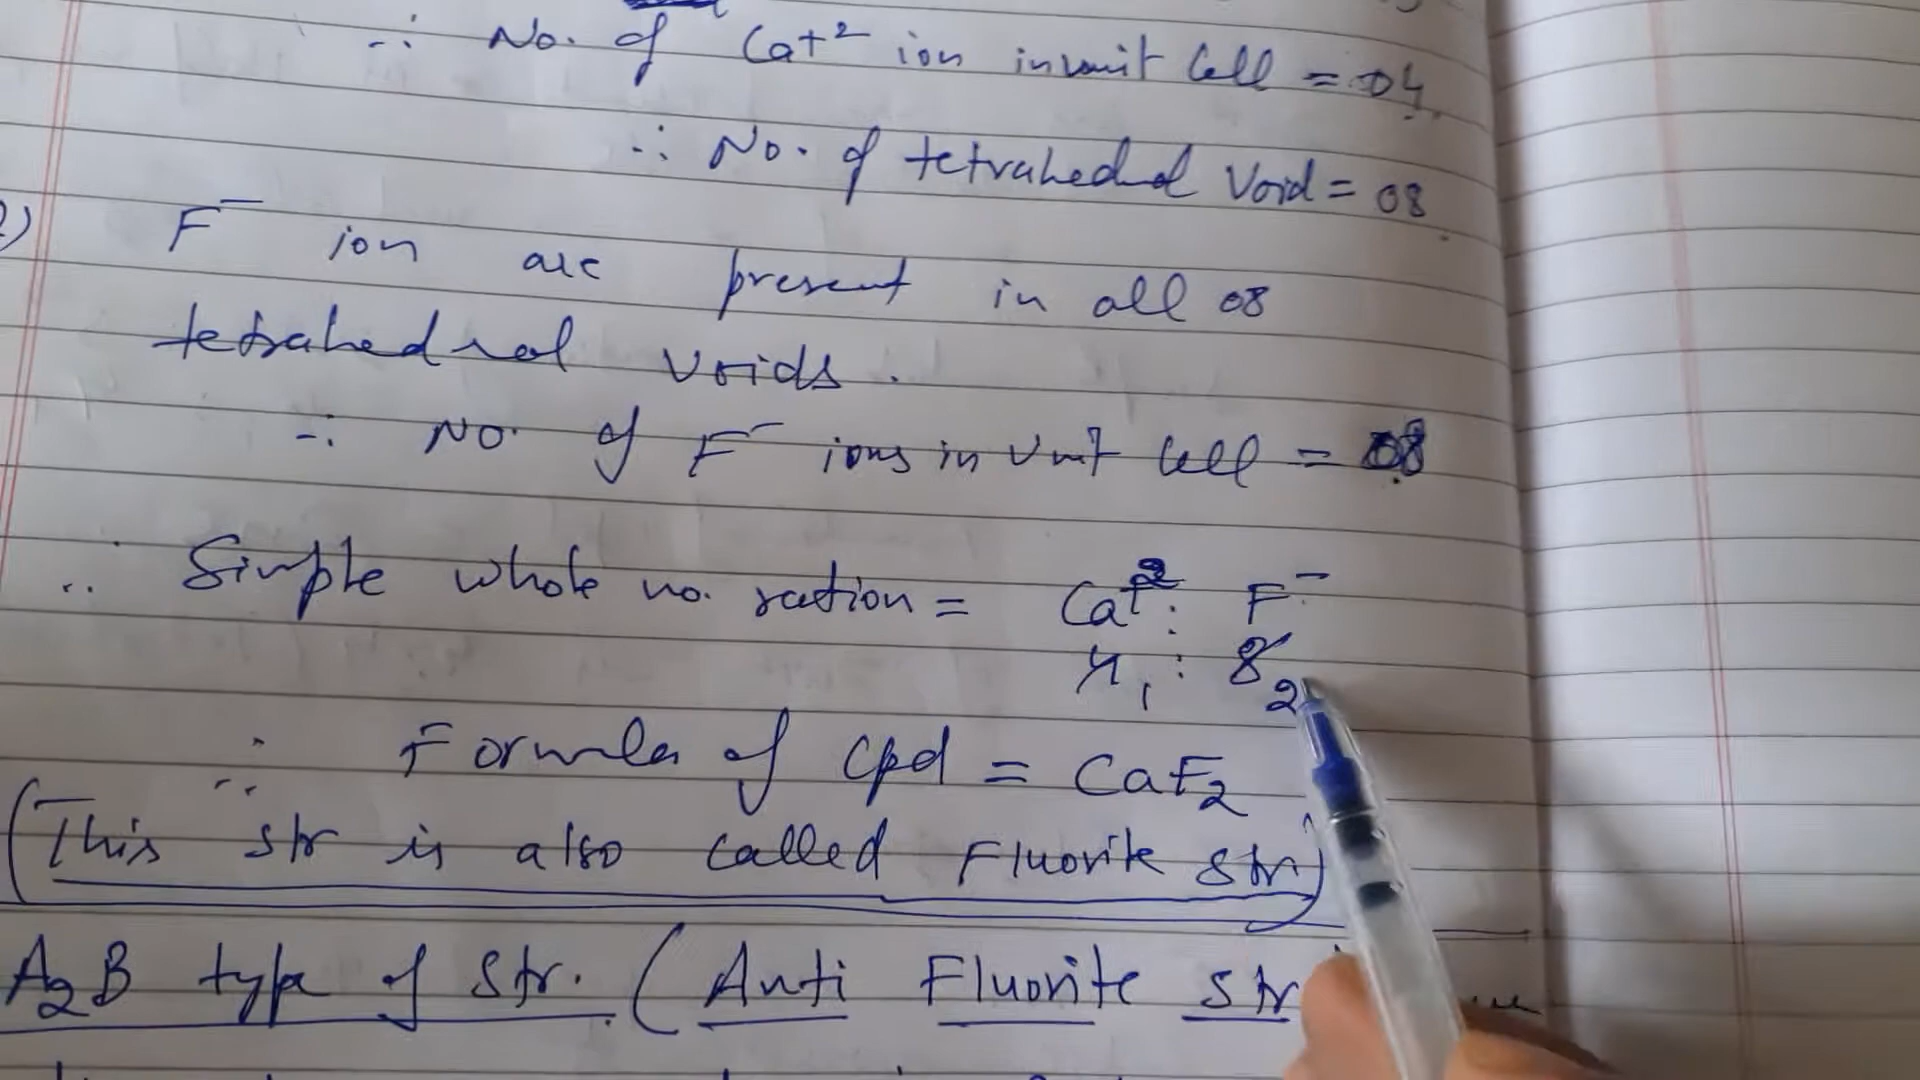 ∴ No. of Ca+2 ion in unit Cell = 04
∴ No. of tetrahedral Void = 08
2) F⁻ ion are present in all 08
tetrahedral voids.
∴ No. of F⁻ ions in Unit Cell = 08
∴ Simple whole no. ration = Ca+2 : F⁻
4 1 : 8 2
∴ Formula of Cpd = CaF2
(This str is also called Fluorite str)
A2B type of str. (Anti Fluorite str